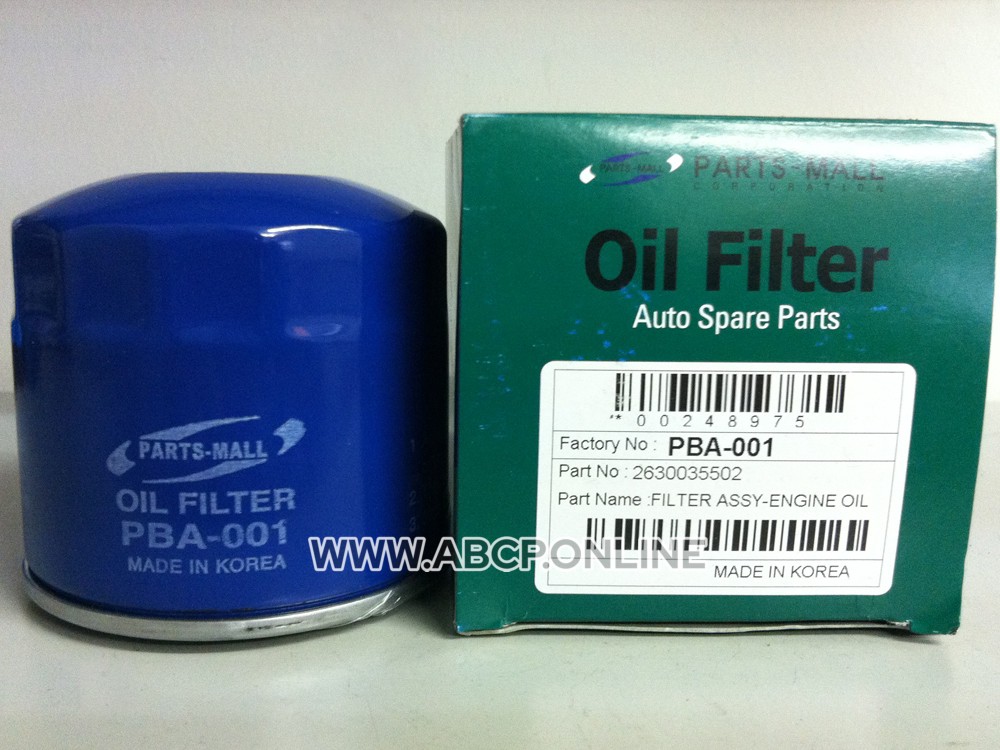 PARTS-MALL
OIL FILTER
PBA-001
MADE IN KOREA
PARTS-MALL
PARTS-MALL
CORPORATION
Oil Filter
Auto Spare Parts
** 00248975
Factory No : PBA-001
Part No : 2630035502
Part Name :FILTER ASSY-ENGINE OIL
MADE IN KOREA
WWW.ABCP.ONLINE